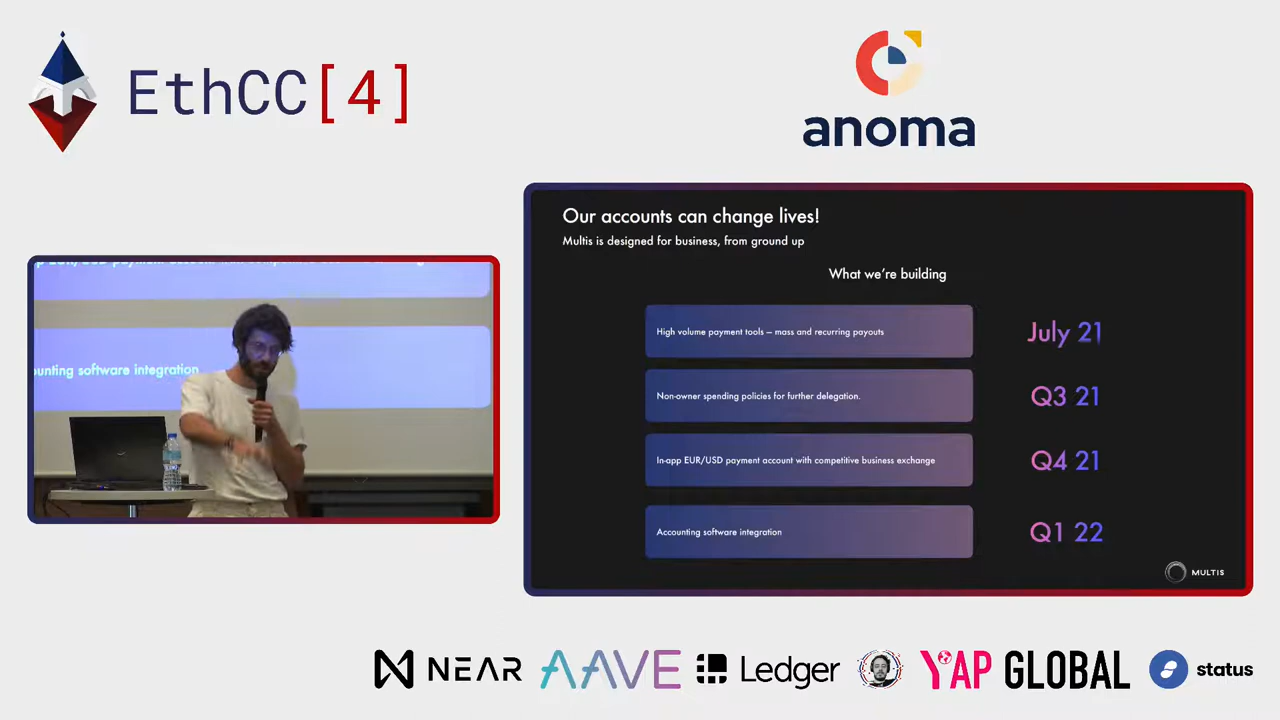 EthCC[4]
anoma
Our accounts can change lives!
Multis is designed for business, from ground up
What we're building
High volume payment tools – mass and recurring payouts
July 21
Non-owner spending policies for further delegation.
Q3 21
In-app EUR/USD payment account with competitive business exchange
Q4 21
Accounting software integration
Q1 22
MULTIS
unting software integration
NEAR
AAVE
Ledger
YAP GLOBAL
status